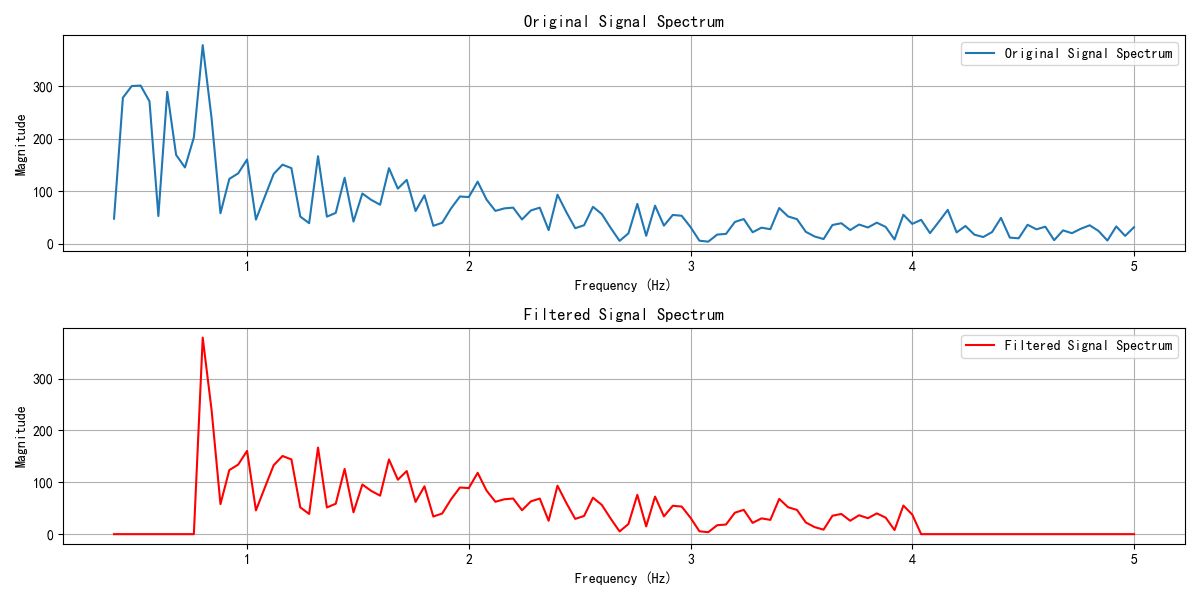 Original Signal Spectrum
Original Signal Spectrum
Magnitude
300
200
100
0
1 2 3 4 5
Frequency (Hz)
Filtered Signal Spectrum
Filtered Signal Spectrum
Magnitude
300
200
100
0
1 2 3 4 5
Frequency (Hz)